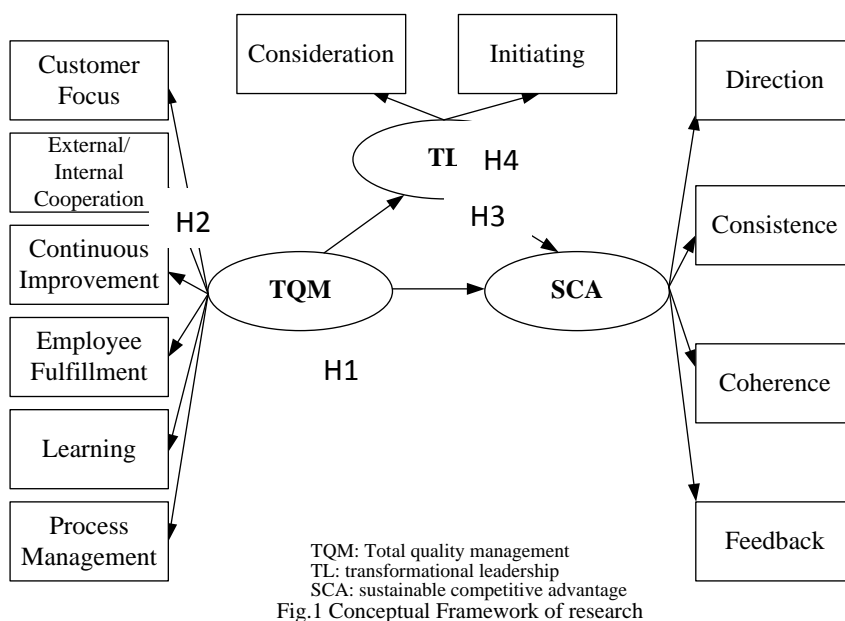 Customer
Focus
External/
Internal
Cooperation
Continuous
Improvement
Employee
Fulfillment
Learning
Process
Management
Consideration
Initiating
TL
H4
H3
H2
TQM
SCA
H1
Direction
Consistence
Coherence
Feedback
TQM: Total quality management
TL: transformational leadership
SCA: sustainable competitive advantage
Fig.1 Conceptual Framework of research